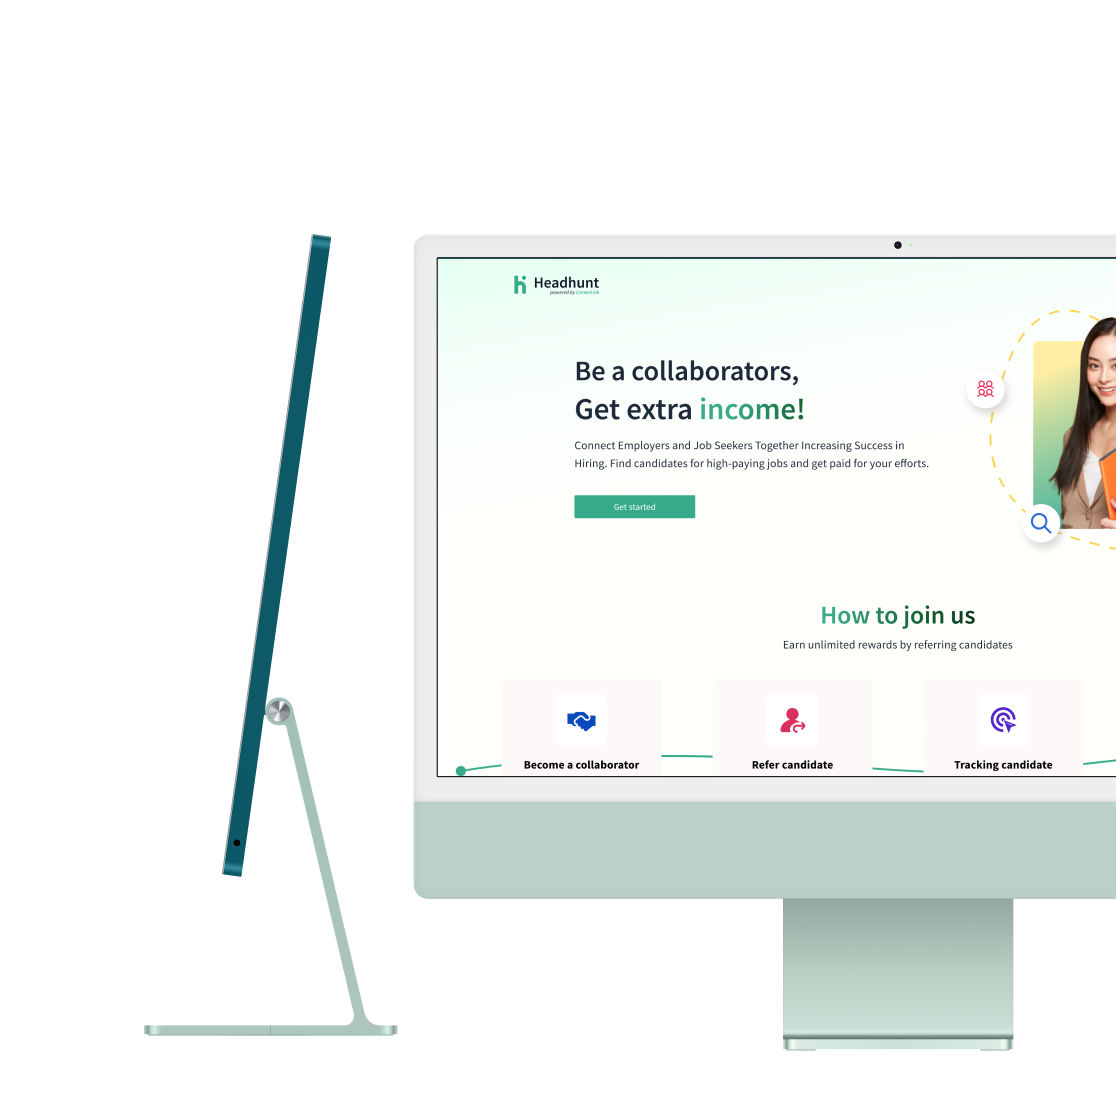 Headhunt
powered by CareerLink
Be a collaborators,
Get extra income!
Connect Employers and Job Seekers Together Increasing Success in
Hiring. Find candidates for high-paying jobs and get paid for your efforts.
Get started
How to join us
Earn unlimited rewards by referring candidates
Become a collaborator
Refer candidate
Tracking candidate